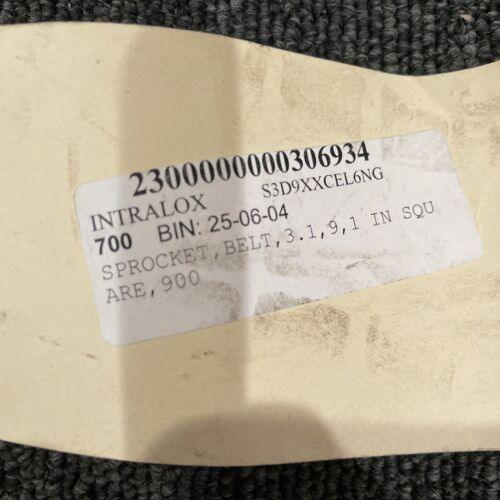 2300000000306934
INTRALOX S3D9XXCEL6NG
700 BIN: 25-06-04
SPROCKET,BELT,3.1,9,1 IN SQU
ARE,900